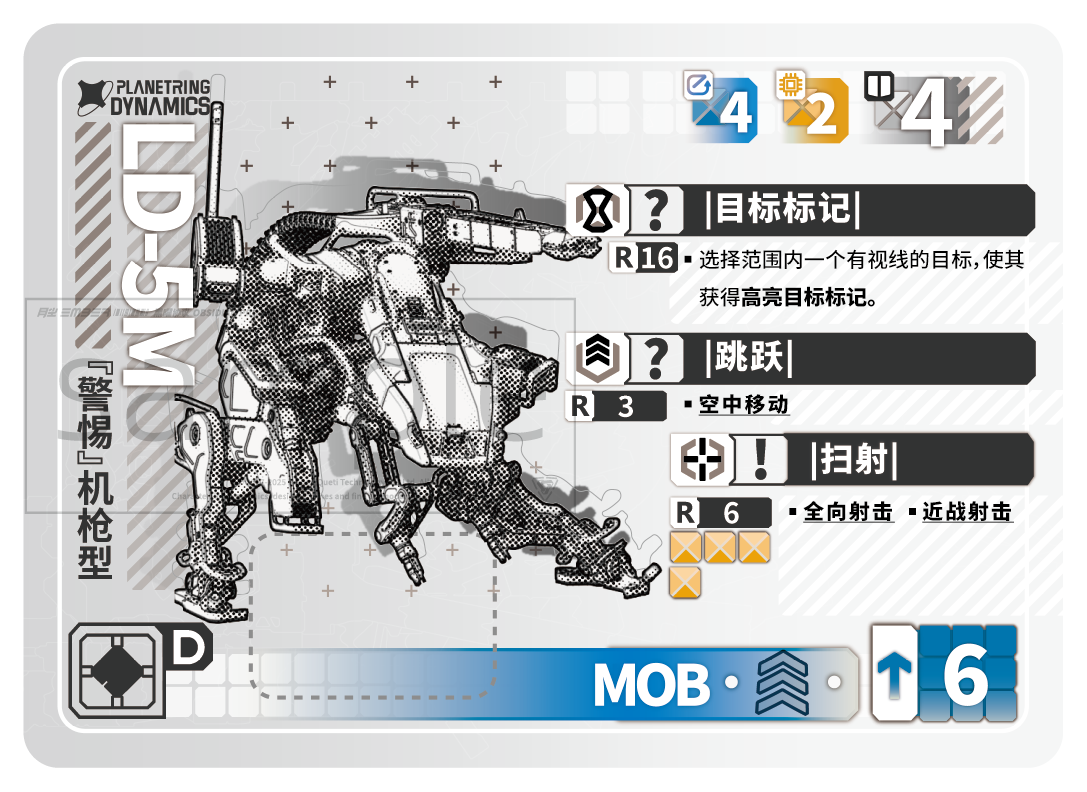 PLANETRING
DYNAMICS
LD-5M
『警惕』机枪型
4
2
4
? |目标标记|
R 16 ▪ 选择范围内一个有视线的目标，使其
获得高亮目标标记。
? |跳跃|
R 3 ▪ 空中移动
! |扫射|
R 6 ▪ 全向射击 ▪ 近战射击
D
MOB
6